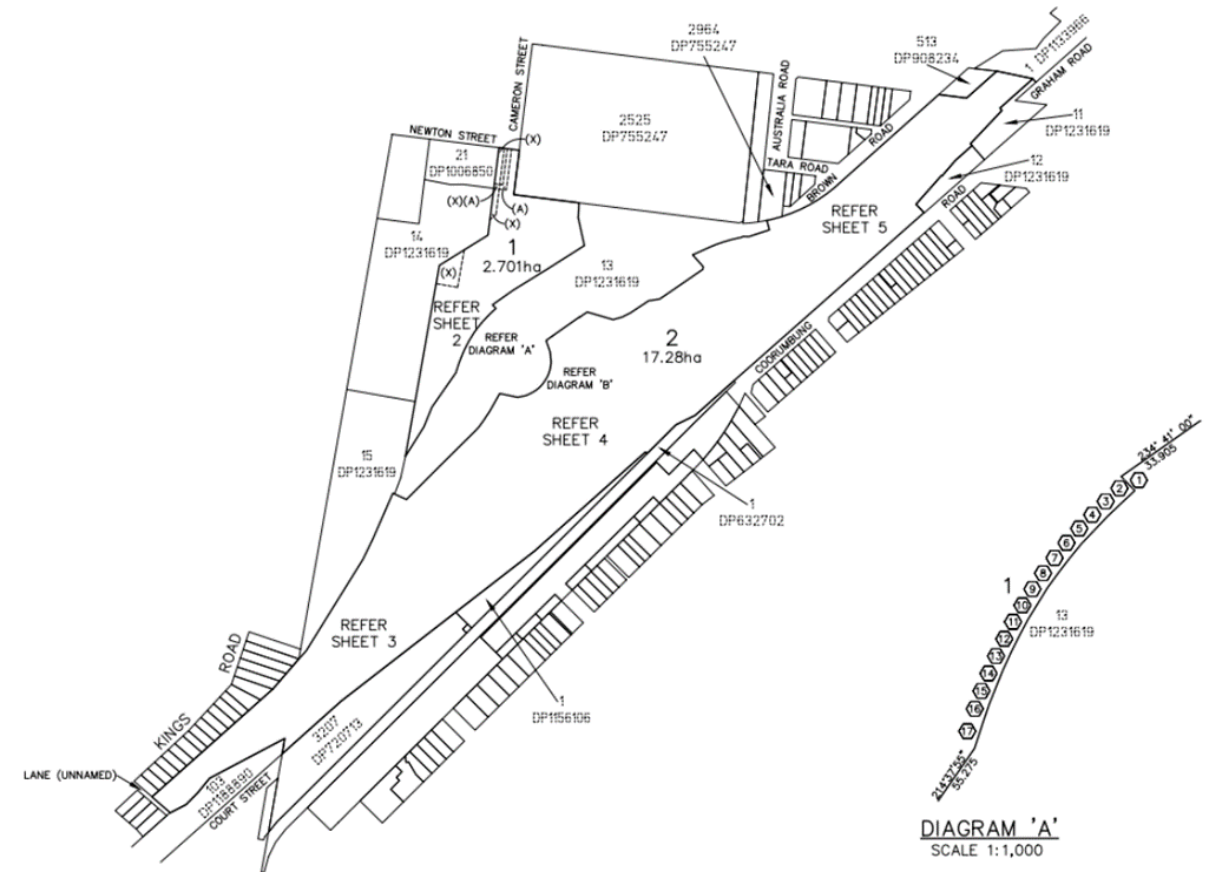 2964
DP755247
513
DP908234
1 DP1133966
GRAHAM ROAD
CAMERON STREET
AUSTRALIA ROAD
2525
DP755247
11
DP1231619
NEWTON STREET
(X)
ROAD
21
DP1006850
TARA ROAD
12
DP1231619
BROWN
(X)(A)
(A)
(X)
ROAD
REFER
SHEET 5
14
DP1231619
1
2.701ha
(X)
13
DP1231619
REFER
SHEET
2
REFER
DIAGRAM 'A'
2
17.28ha
COORUMBUNG
REFER
DIAGRAM 'B'
REFER
SHEET 4
15
DP1231619
234° 41' 00"
33.905
1
DP632702
1
2
3
4
5
6
7
8
9
10
11
12
13
14
15
16
17
1
13
DP1231619
REFER
SHEET 3
KINGS ROAD
1
DP1156106
3207
DP720713
LANE (UNNAMED)
103
DP1188890
COURT STREET
214°37'55"
55.275
DIAGRAM 'A'
SCALE 1:1,000